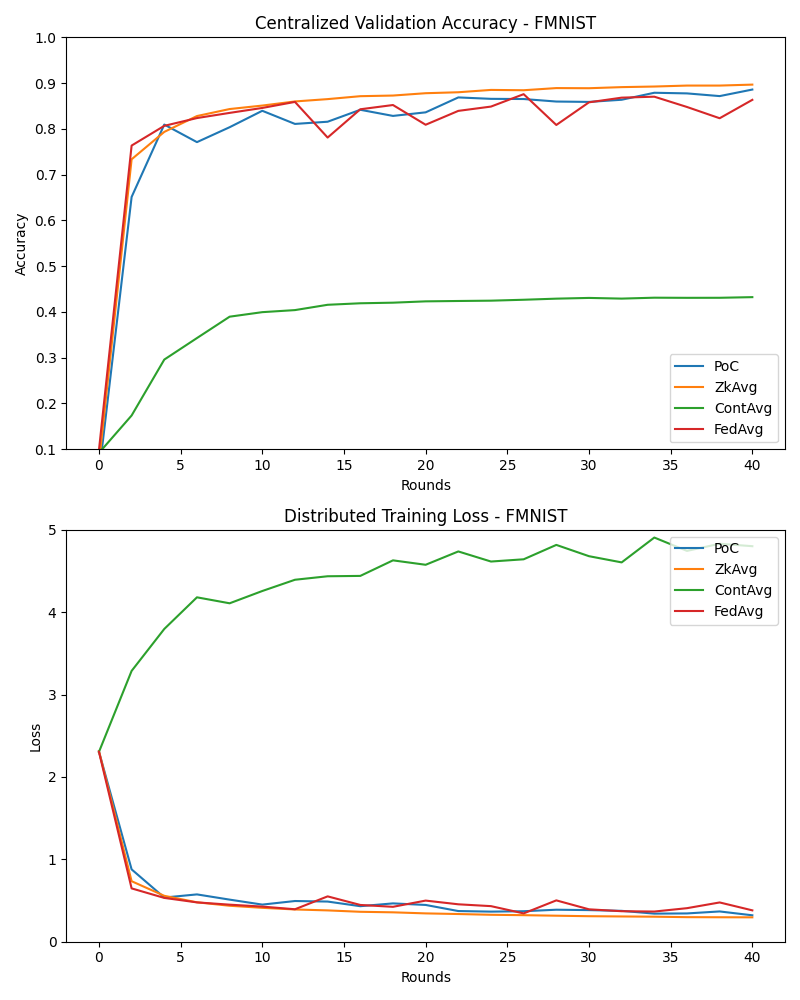 Centralized Validation Accuracy - FMNIST
1.0
0.9
0.8
0.7
0.6
0.5
0.4
0.3
0.2
0.1
Accuracy
PoC
ZkAvg
ContAvg
FedAvg
0 5 10 15 20 25 30 35 40
Rounds
Distributed Training Loss - FMNIST
5
4
3
2
1
0
Loss
PoC
ZkAvg
ContAvg
FedAvg
0 5 10 15 20 25 30 35 40
Rounds